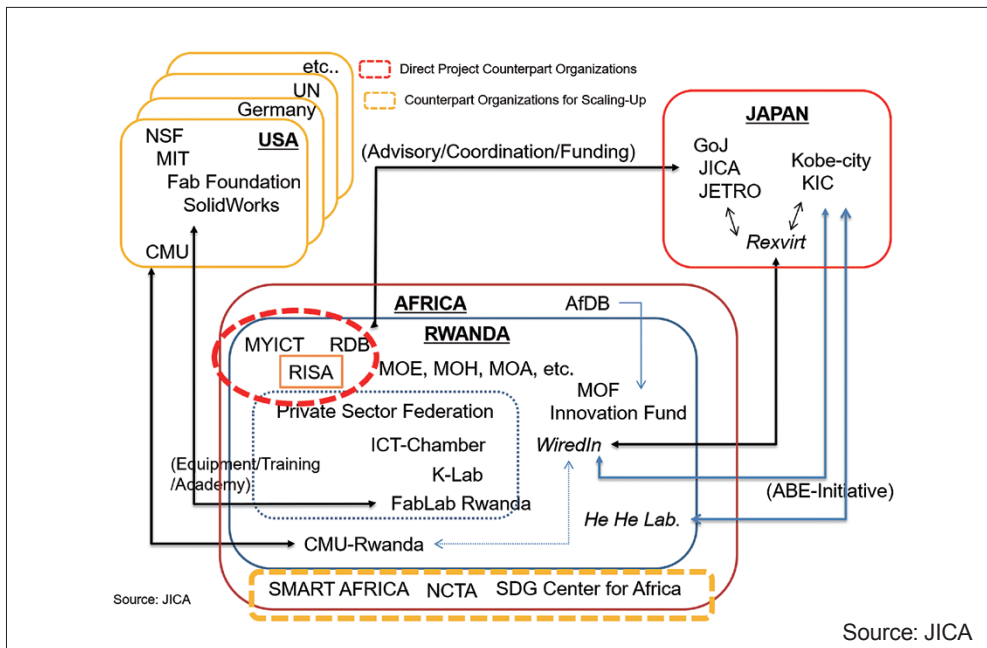 etc..
UN
Germany
USA
NSF
MIT
Fab Foundation
SolidWorks
CMU
Direct Project Counterpart Organizations
Counterpart Organizations for Scaling-Up
(Advisory/Coordination/Funding)
JAPAN
GoJ
JICA
JETRO
Kobe-city
KIC
Rexvirt
AFRICA
AfDB
RWANDA
MYICT
RDB
RISA
MOE, MOH, MOA, etc.
MOF
Innovation Fund
Private Sector Federation
ICT-Chamber
K-Lab
FabLab Rwanda
WiredIn
(Equipment/Training
/Academy)
(ABE-Initiative)
He He Lab.
CMU-Rwanda
SMART AFRICA
NCTA
SDG Center for Africa
Source: JICA
Source: JICA